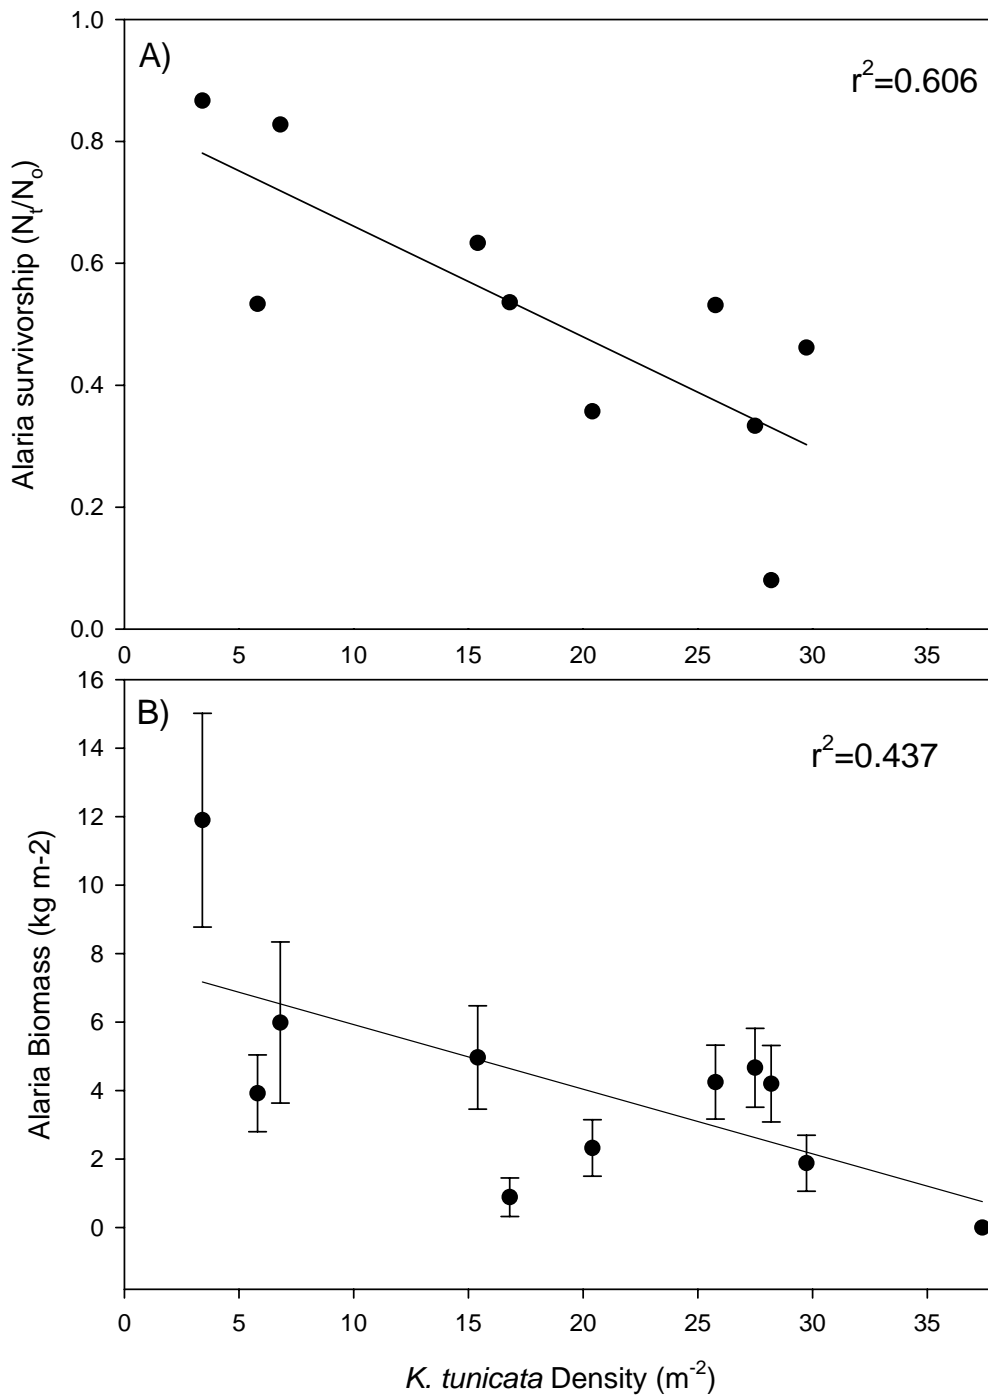 A)
r²=0.606
Alaria survivorship (Nt/No)
1.0
0.8
0.6
0.4
0.2
0.0
0 5 10 15 20 25 30 35
B)
r²=0.437
Alaria Biomass (kg m-2)
16
14
12
10
8
6
4
2
0
0 5 10 15 20 25 30 35
K. tunicata Density (m⁻²)